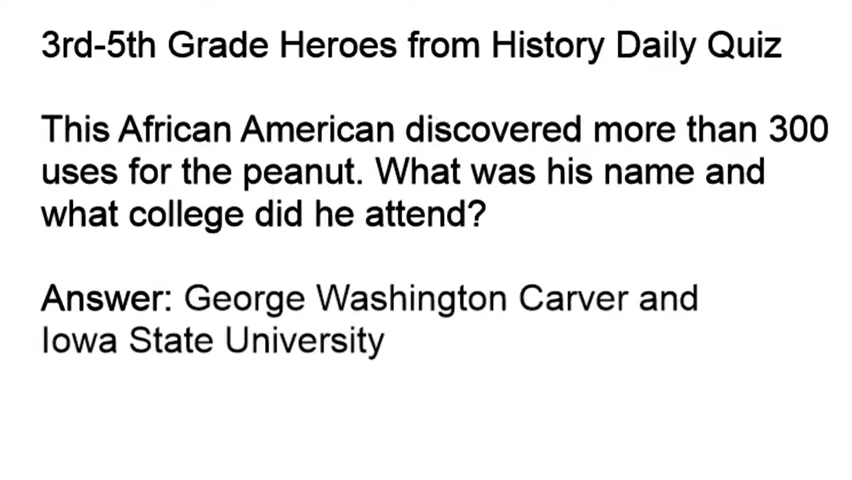 3rd-5th Grade Heroes from History Daily Quiz
This African American discovered more than 300
uses for the peanut. What was his name and
what college did he attend?
Answer: George Washington Carver and
Iowa State University